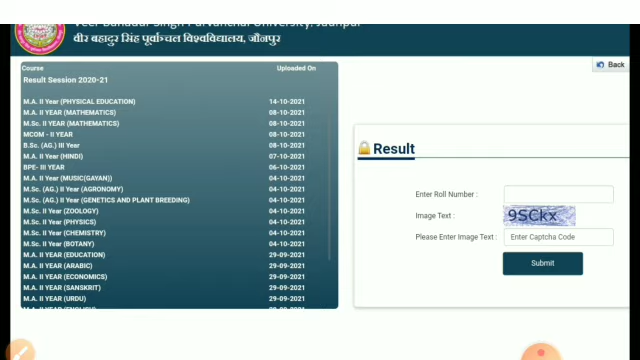 Veer Bahadur Singh Purvanchal University, Jaunpur
वीर बहादुर सिंह पूर्वाञ्चल विश्वविद्यालय, जौनपुर
Back
Course Uploaded On
Result Session 2020-21
M.A. II Year (PHYSICAL EDUCATION) 14-10-2021
M.A. II YEAR (MATHEMATICS) 08-10-2021
M.Sc. II YEAR (MATHEMATICS) 08-10-2021
MCOM - II YEAR 08-10-2021
B.Sc. (AG.) III Year 08-10-2021
M.A. II YEAR (HINDI) 07-10-2021
BPE- III YEAR 06-10-2021
M.A. II YEAR (MUSIC(GAYAN)) 04-10-2021
M.Sc. (AG.) II Year (AGRONOMY) 04-10-2021
M.Sc. (AG.) II Year (GENETICS AND PLANT BREEDING) 04-10-2021
M.Sc. II Year (ZOOLOGY) 04-10-2021
M.Sc. II Year (PHYSICS) 04-10-2021
M.Sc. II Year (CHEMISTRY) 04-10-2021
M.Sc. II Year (BOTANY) 04-10-2021
M.A. II YEAR (EDUCATION) 29-09-2021
M.A. II YEAR (ARABIC) 29-09-2021
M.A. II YEAR (ECONOMICS) 29-09-2021
M.A. II YEAR (SANSKRIT) 29-09-2021
M.A. II YEAR (URDU) 29-09-2021
Result
Enter Roll Number :
Image Text : 9SCkx
Please Enter Image Text : Enter Captcha Code
Submit